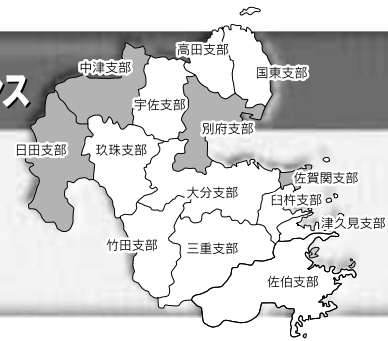 ンス
高田支部
中津支部
国東支部
宇佐支部
別府支部
日田支部
玖珠支部
佐賀関支部
大分支部
臼杵支部
津久見支部
竹田支部
三重支部
佐伯支部